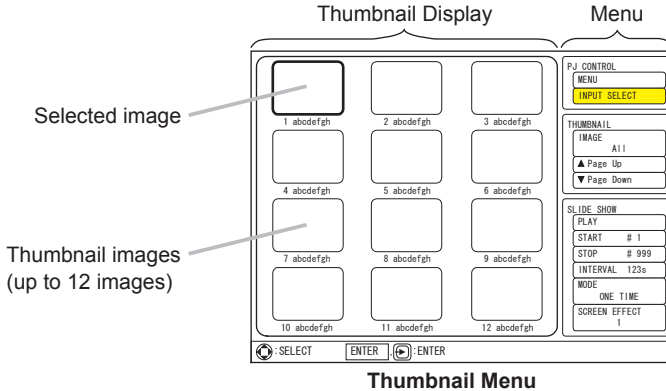 Thumbnail Display
Menu
Selected image
Thumbnail images
(up to 12 images)
1 abcdefgh
2 abcdefgh
3 abcdefgh
4 abcdefgh
5 abcdefgh
6 abcdefgh
7 abcdefgh
8 abcdefgh
9 abcdefgh
10 abcdefgh
11 abcdefgh
12 abcdefgh
PJ CONTROL
MENU
INPUT SELECT
THUMBNAIL
IMAGE
All
▲ Page Up
▼ Page Down
SLIDE SHOW
PLAY
START # 1
STOP # 999
INTERVAL 123s
MODE
ONE TIME
SCREEN EFFECT
1
:SELECT ENTER , :ENTER
Thumbnail Menu